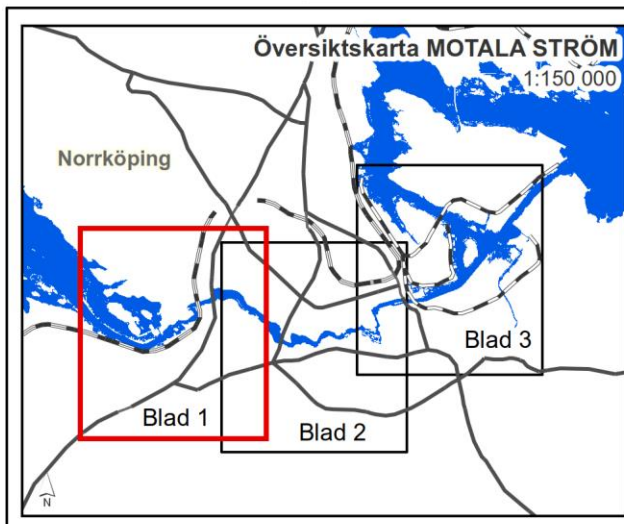 Översiktskarta MOTALA STRÖM
1:150 000
Norrköping
Blad 3
Blad 1
Blad 2
N